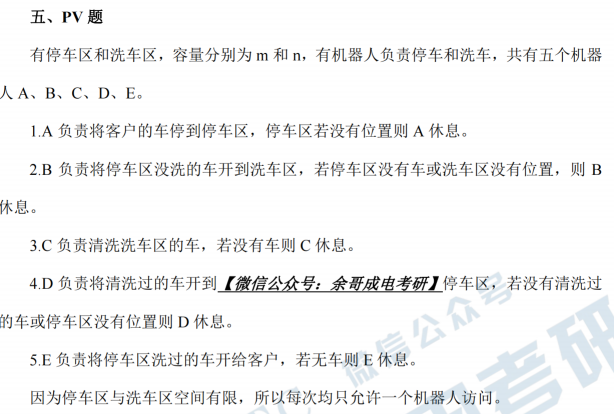 五、PV 题
有停车区和洗车区，容量分别为 m 和 n，有机器人负责停车和洗车，共有五个机器
人 A、B、C、D、E。
1.A 负责将客户的车停到停车区，停车区若没有位置则 A 休息。
2.B 负责将停车区没洗的车开到洗车区，若停车区没有车或洗车区没有位置，则 B
休息。
3.C 负责清洗洗车区的车，若没有车则 C 休息。
4.D 负责将清洗过的车开到【微信公众号：余哥成电考研】停车区，若没有清洗过
的车或停车区没有位置则 D 休息。
5.E 负责将停车区洗过的车开给客户，若无车则 E 休息。
因为停车区与洗车区空间有限，所以每次均只允许一个机器人访问。
微信公众号
考研